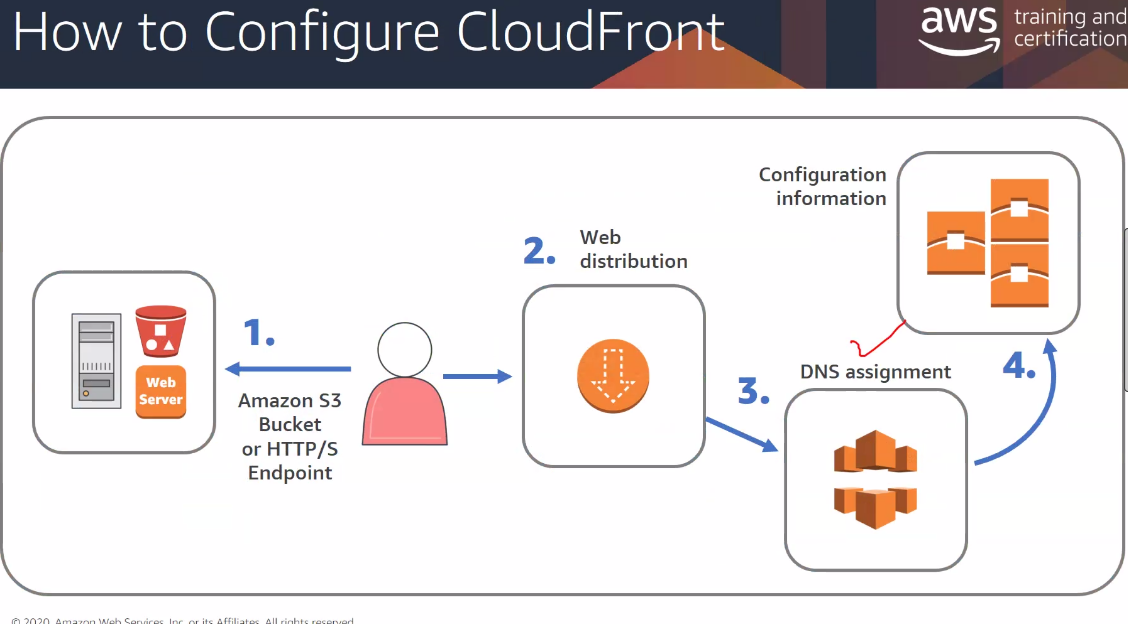 How to Configure CloudFront
aws
training and
certification
Configuration
information
2.
Web
distribution
1.
Web
Server
Amazon S3
Bucket
or HTTP/S
Endpoint
3.
DNS assignment
4.
© 2020, Amazon Web Services, Inc. or its Affiliates. All rights reserved.